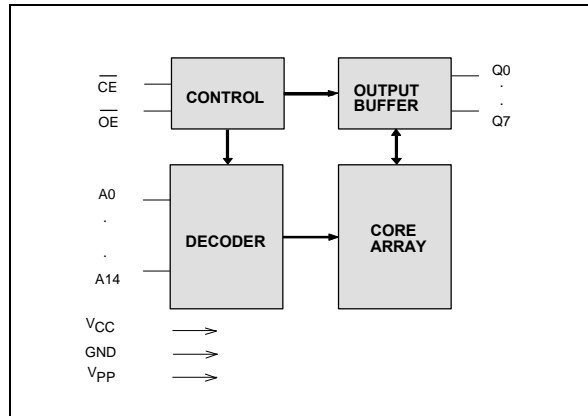 CE
OE
CONTROL
OUTPUT
BUFFER
Q0
.
.
Q7
A0
.
.
A14
DECODER
CORE
ARRAY
VCC
GND
VPP